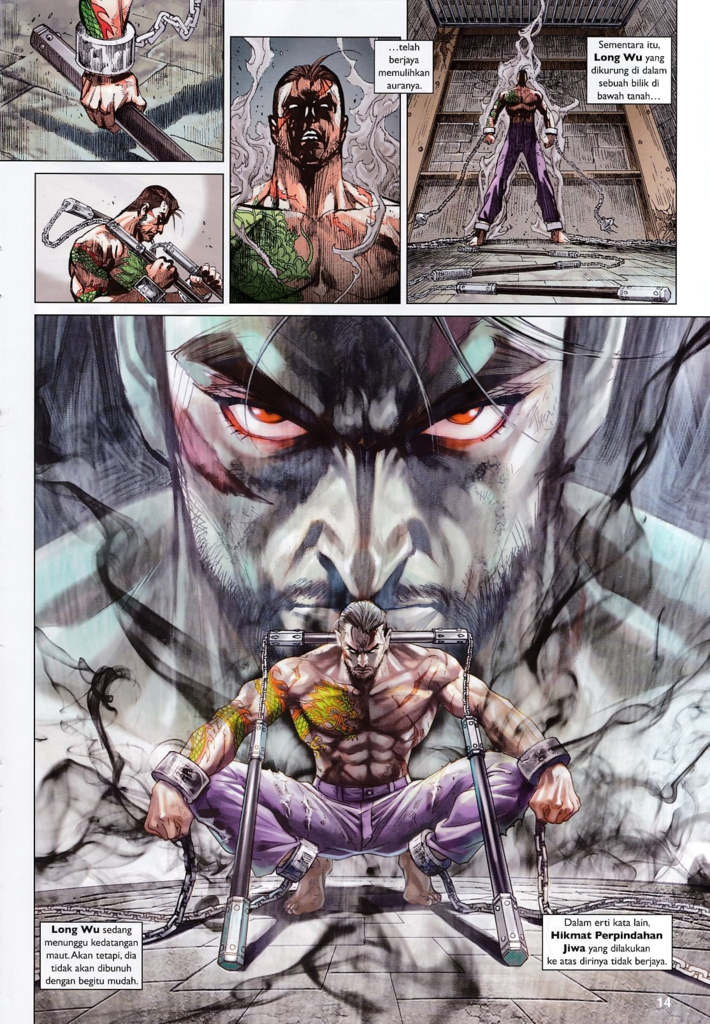 Sementara itu,
Long Wu yang
dikurung di dalam
sebuah bilik di
bawah tanah…
…telah
berjaya
memulihkan
auranya.
Dalam erti kata lain,
Hikmat Perpindahan
Jiwa yang dilakukan
ke atas dirinya tidak berjaya.
Long Wu sedang
menunggu kedatangan
maut. Akan tetapi, dia
tidak akan dibunuh
dengan begitu mudah.
14